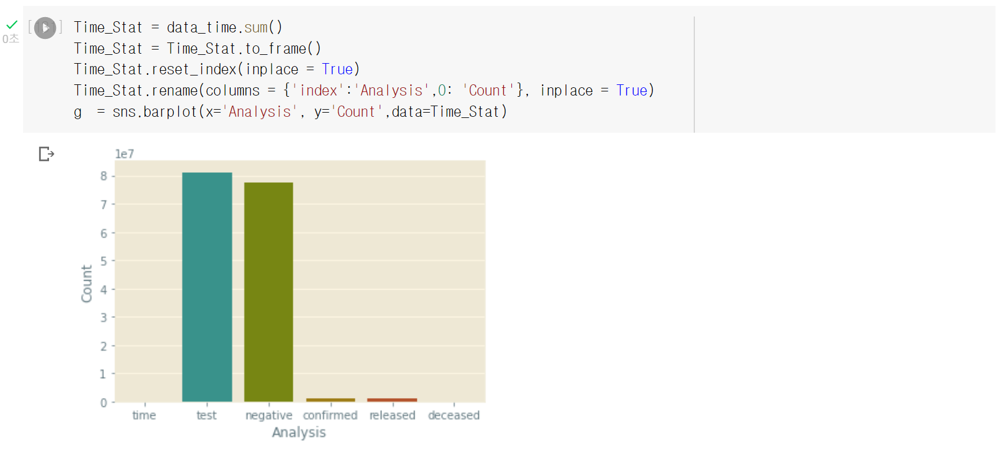 Time_Stat = data_time.sum()
0초
Time_Stat = Time_Stat.to_frame()
Time_Stat.reset_index(inplace = True)
Time_Stat.rename(columns = {'index':'Analysis',0: 'Count'}, inplace = True)
g  = sns.barplot(x='Analysis', y='Count',data=Time_Stat)
1e7
8
7
6
5
4
3
2
1
0
Count
time test negative confirmed released deceased
Analysis